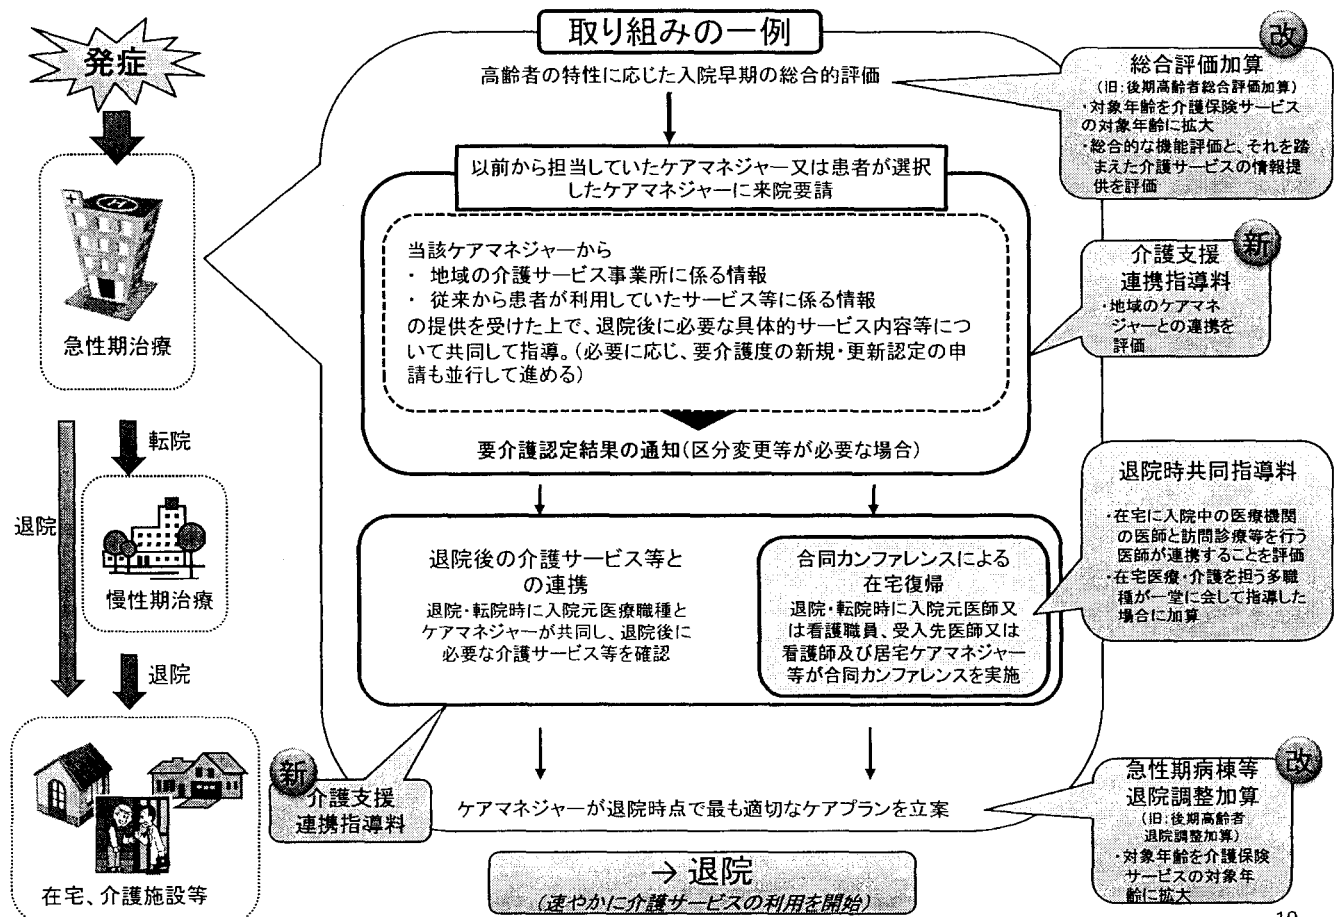 取り組みの一例
発症
高齢者の特性に応じた入院早期の総合的評価
改
総合評価加算
(旧:後期高齢者総合評価加算)
・対象年齢を介護保険サービス
の対象年齢に拡大
・総合的な機能評価と、それを踏
まえた介護サービスの情報提
供を評価
以前から担当していたケアマネジャー又は患者が選択
したケアマネジャーに来院要請
当該ケアマネジャーから
・ 地域の介護サービス事業所に係る情報
・ 従来から患者が利用していたサービス等に係る情報
の提供を受けた上で、退院後に必要な具体的サービス内容等につ
いて共同して指導。(必要に応じ、要介護度の新規・更新認定の申
請も並行して進める)
新
介護支援
連携指導料
・地域のケアマネ
ジャーとの連携を
評価
H
急性期治療
要介護認定結果の通知(区分変更等が必要な場合)
転院
退院
慢性期治療
退院
退院後の介護サービス等と
の連携
退院・転院時に入院元医療職種と
ケアマネジャーが共同し、退院後に
必要な介護サービス等を確認
合同カンファレンスによる
在宅復帰
退院・転院時に入院元医師又
は看護職員、受入先医師又は
看護師及び居宅ケアマネジャー
等が合同カンファレンスを実施
退院時共同指導料
・在宅に入院中の医療機関
の医師と訪問診療等を行う
医師が連携することを評価
・在宅医療・介護を担う多職
種が一堂に会して指導した
場合に加算
在宅、介護施設等
新
介護支援
連携指導料
ケアマネジャーが退院時点で最も適切なケアプランを立案
改
急性期病棟等
退院調整加算
(旧:後期高齢者
退院調整加算)
・対象年齢を介護保険
サービスの対象年
齢に拡大
→ 退院
(速やかに介護サービスの利用を開始)